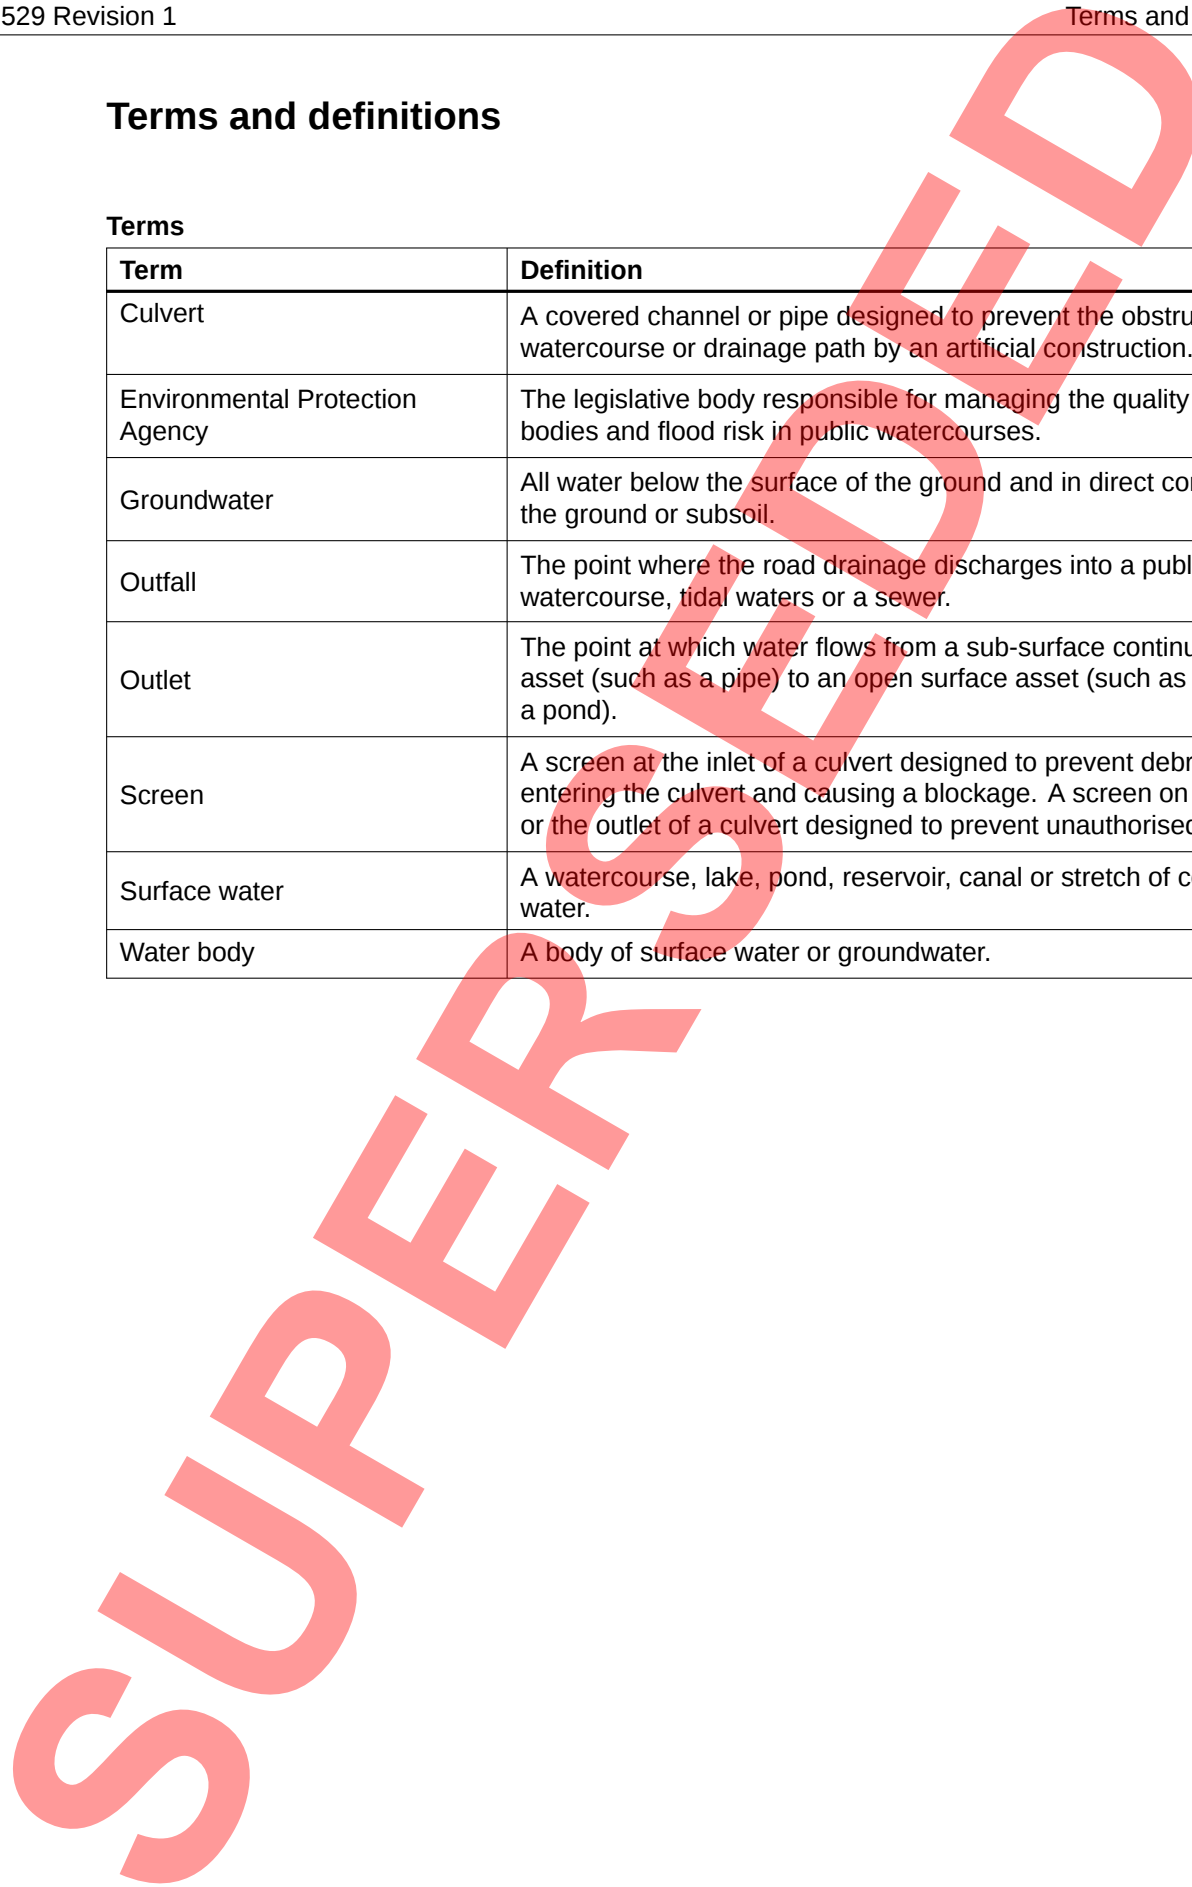 529 Revision 1 Terms and
Terms and definitions
Terms
Term Definition
Culvert A covered channel or pipe designed to prevent the
watercourse or drainage path by an artificial construction.
Environmental Protection The legislative body responsible for managing the quality
Agency bodies and flood risk in public watercourses.
Groundwater All water below the surface of the ground and in direct
the ground or subsoil.
Outfall The point where the road drainage discharges into a
watercourse, tidal waters or a sewer.
Outlet The point at which water flows from a sub-surface
asset (such as a pipe) to an open surface asset (such as
a pond).
Screen A screen at the inlet of a culvert designed to prevent
entering the culvert and causing a blockage. A screen on
or the outlet of a culvert designed to prevent unauthorised
Surface water A watercourse, lake, pond, reservoir, canal or stretch of
water.
Water body A body of surface water or groundwater.
SUPERSEDED